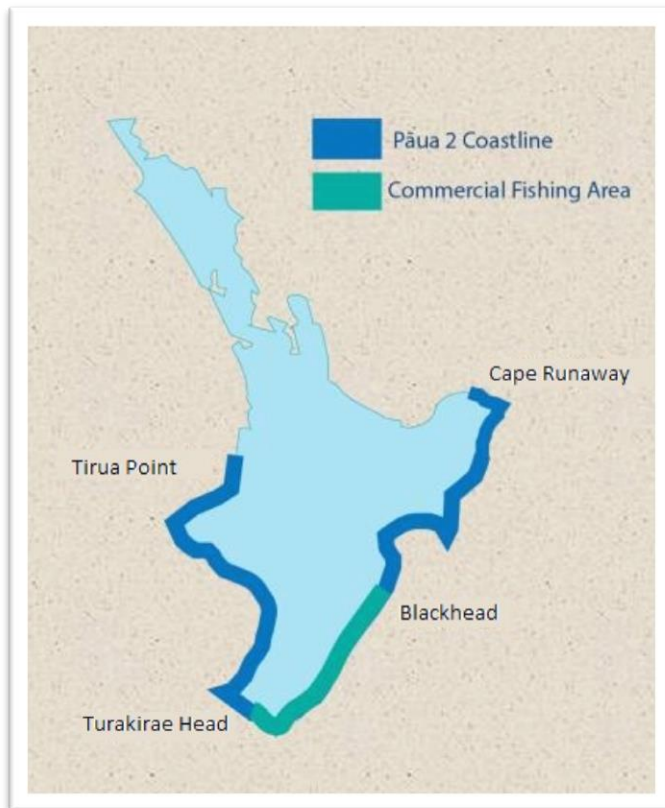 Pāua 2 Coastline
Commercial Fishing Area
Cape Runaway
Tirua Point
Blackhead
Turakirae Head